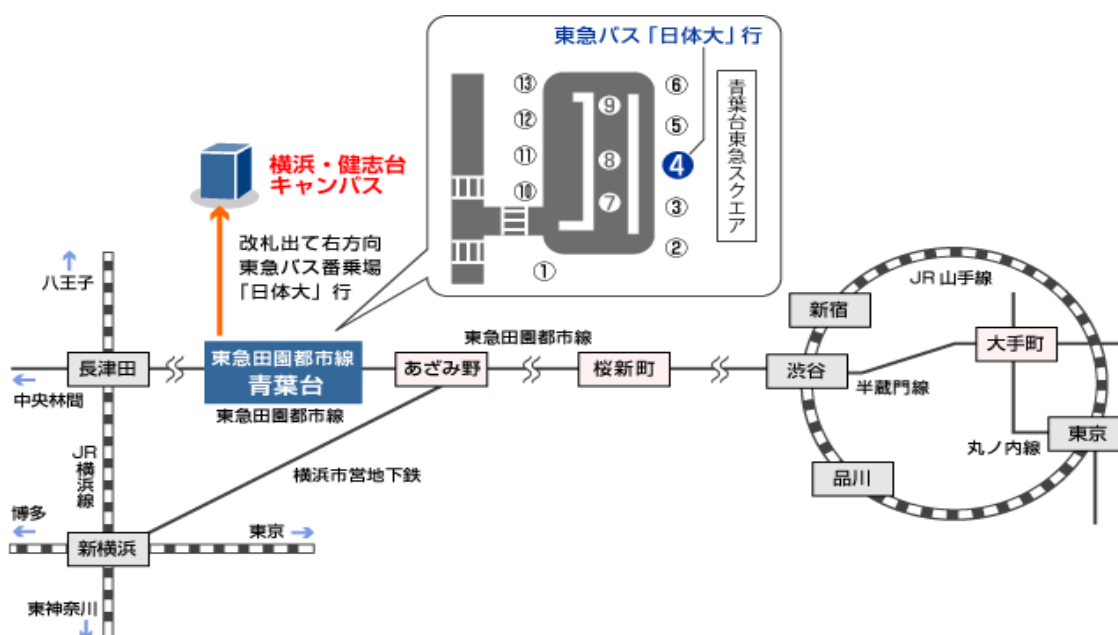 東急バス「日体大」行
⑬
⑫
⑪
⑩
⑨
⑧
⑦
⑥
⑤
4
③
②
①
青葉台東急スクエア
横浜・健志台
キャンパス
改札出て右方向
東急バス番乗場
「日体大」行
八王子
JR山手線
新宿
東急田園都市線
大手町
長津田
東急田園都市線
青葉台
あざみ野
桜新町
渋谷
半蔵門線
中央林間
東急田園都市線
JR横浜線
横浜市営地下鉄
品川
丸ノ内線
東京
博多
東京
新横浜
東神奈川